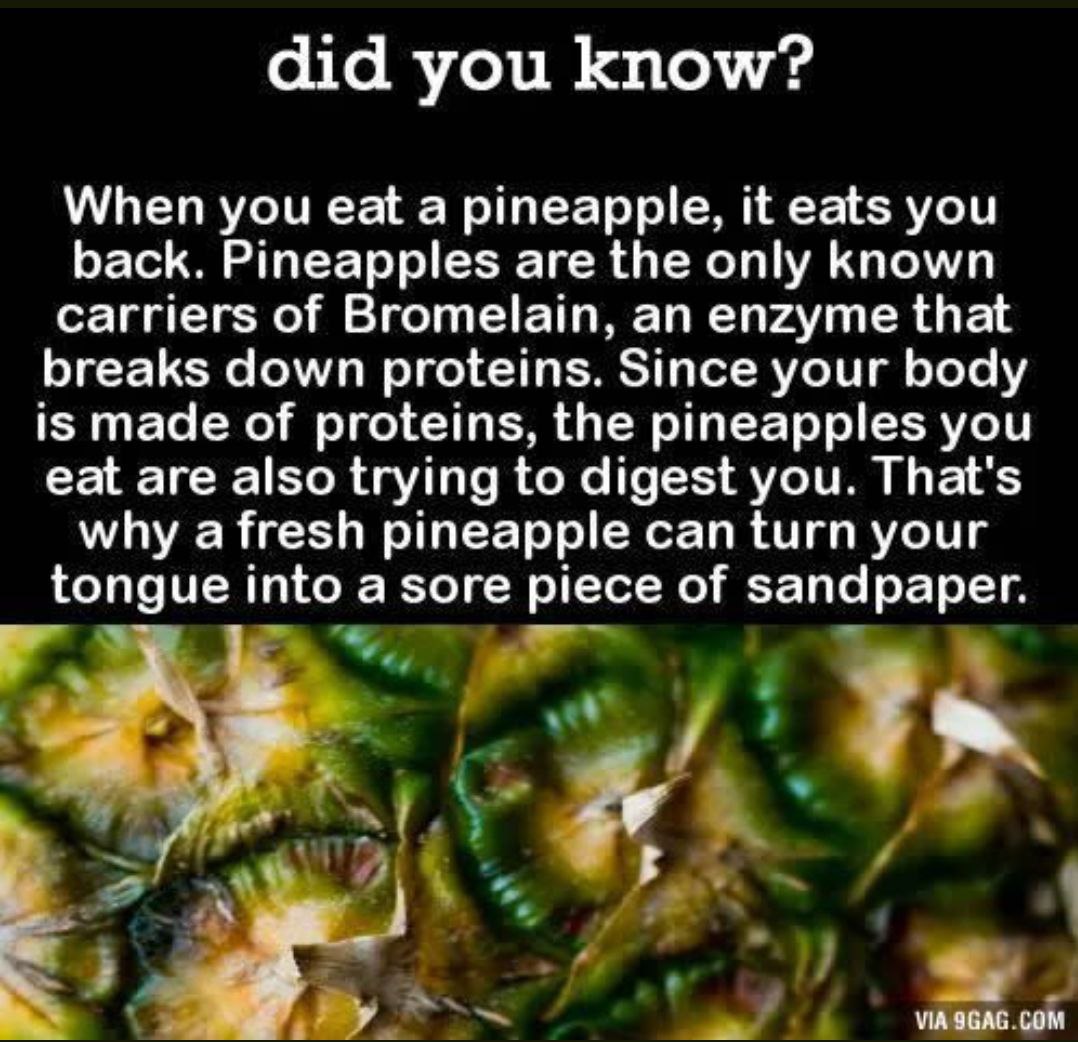 did you know?
When you eat a pineapple, it eats you
back. Pineapples are the only known
carriers of Bromelain, an enzyme that
breaks down proteins. Since your body
is made of proteins, the pineapples you
eat are also trying to digest you. That's
why a fresh pineapple can turn your
tongue into a sore piece of sandpaper.
VIA 9GAG.COM